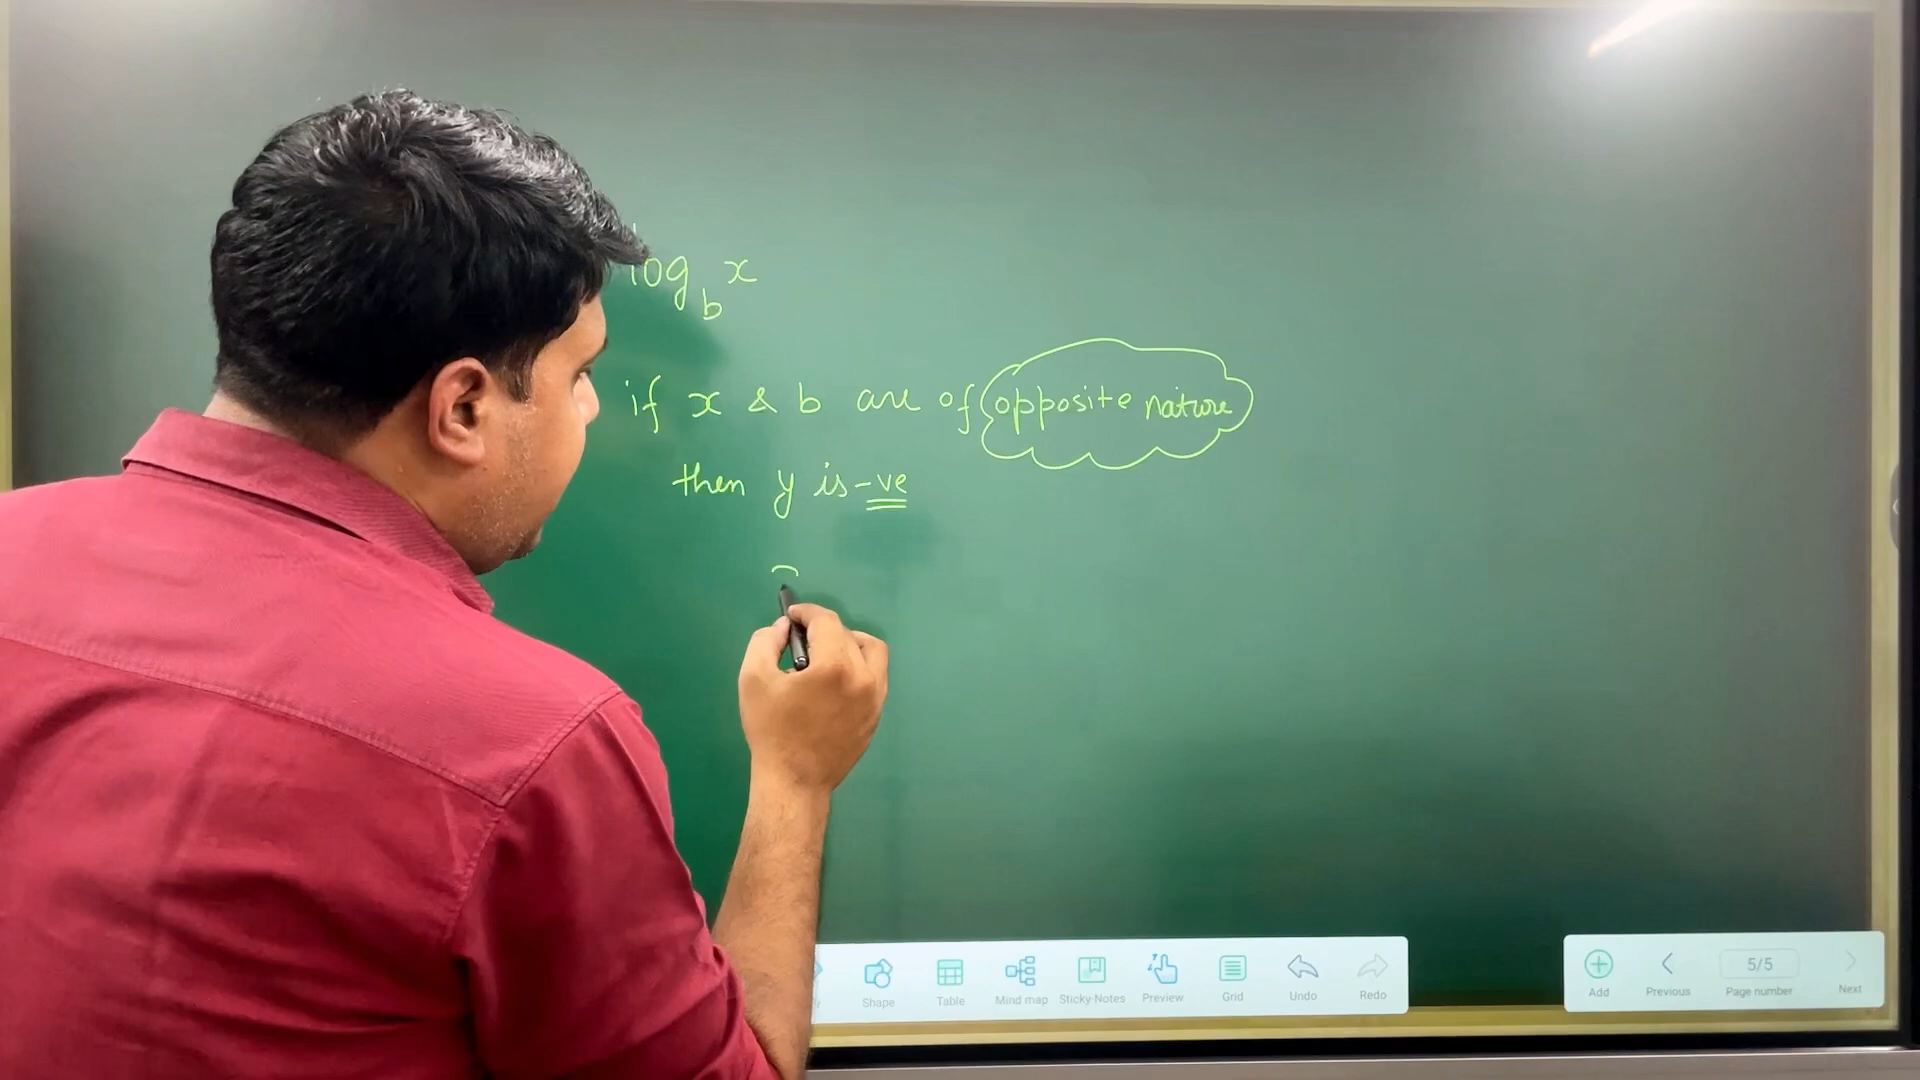 log_b x
if x & b are of opposite nature
then y is -ve
Shape Table Mind map Sticky-Notes Preview Grid Undo Redo
Add Previous 5/5 Page number Next